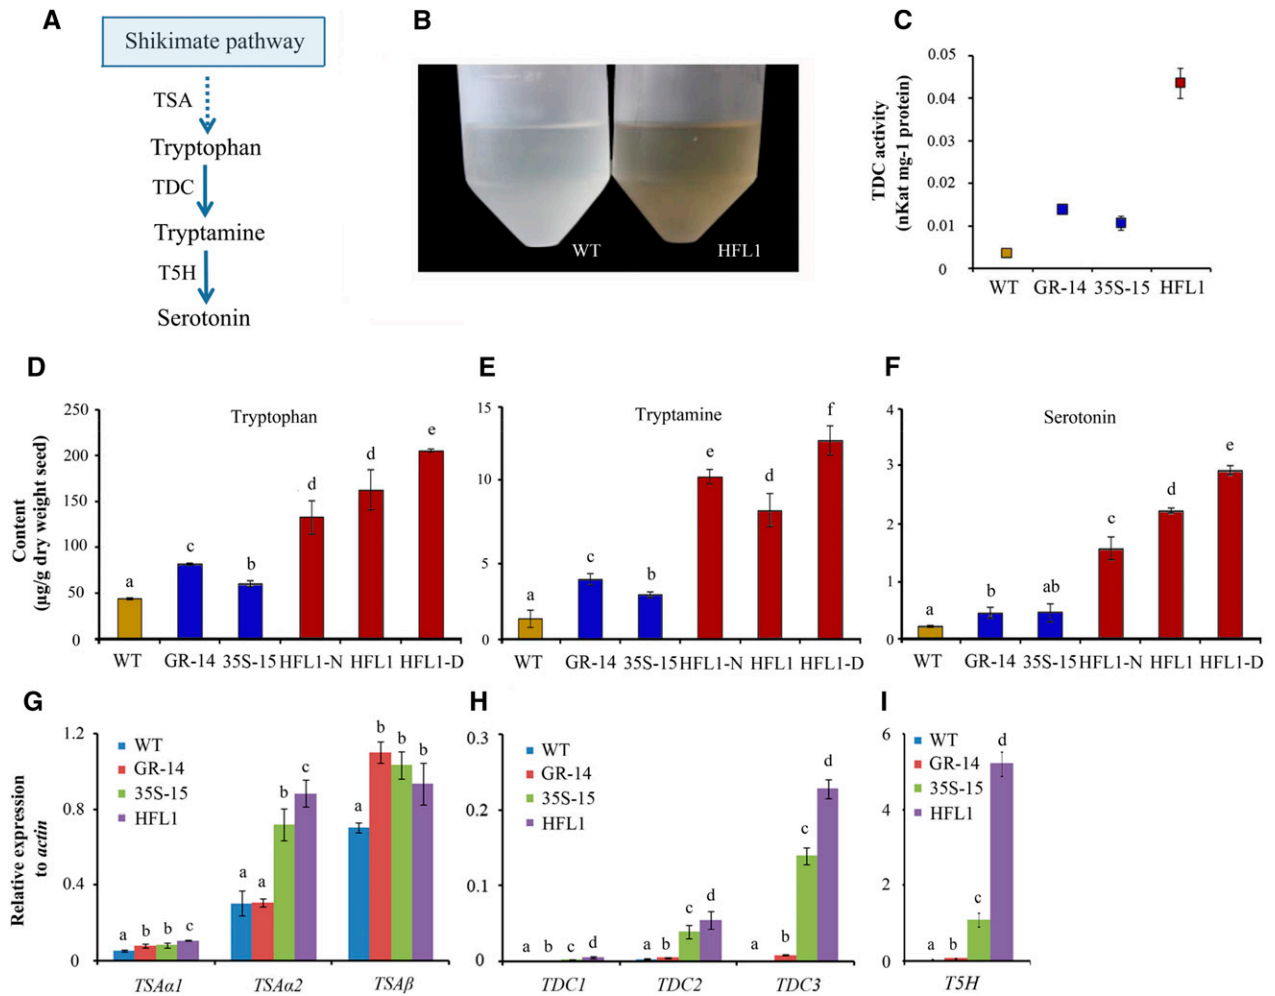 A
Shikimate pathway
TSA
Tryptophan
TDC
Tryptamine
T5H
Serotonin
B
WT
HFL1
C
TDC activity
(nKat mg-1 protein)
0.05
0.04
0.03
0.02
0.01
0
WT GR-14 35S-15 HFL1
D
Content
(µg/g dry weight seed)
Tryptophan
250
200
150
100
50
0
a c b d d e
WT GR-14 35S-15 HFL1-N HFL1 HFL1-D
E
Tryptamine
15
10
5
0
a c b e d f
WT GR-14 35S-15 HFL1-N HFL1 HFL1-D
F
Serotonin
4
3
2
1
0
a b ab c d e
WT GR-14 35S-15 HFL1-N HFL1 HFL1-D
G
Relative expression
to actin
1.2
0.8
0.4
0
WT
GR-14
35S-15
HFL1
a b b c a a b c a b b b
TSAα1 TSAα2 TSAβ
H
0.3
0.2
0.1
0
WT
GR-14
35S-15
HFL1
a b c d a b c d a b c d
TDC1 TDC2 TDC3
I
6
4
2
0
WT
GR-14
35S-15
HFL1
a b c d
T5H